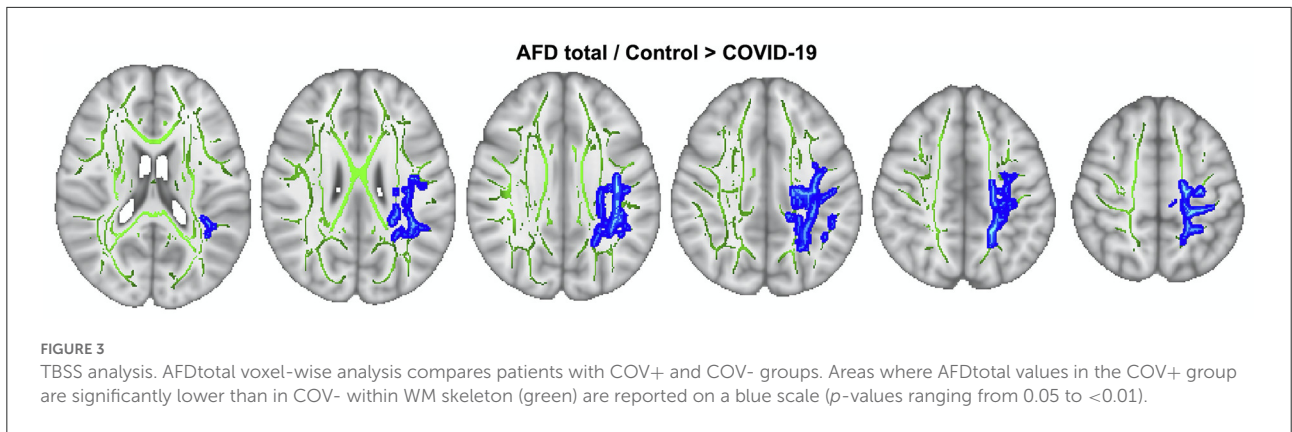 AFD total / Control > COVID-19
FIGURE 3
TBSS analysis. AFDtotal voxel-wise analysis compares patients with COV+ and COV- groups. Areas where AFDtotal values in the COV+ group
are significantly lower than in COV- within WM skeleton (green) are reported on a blue scale (p-values ranging from 0.05 to <0.01).